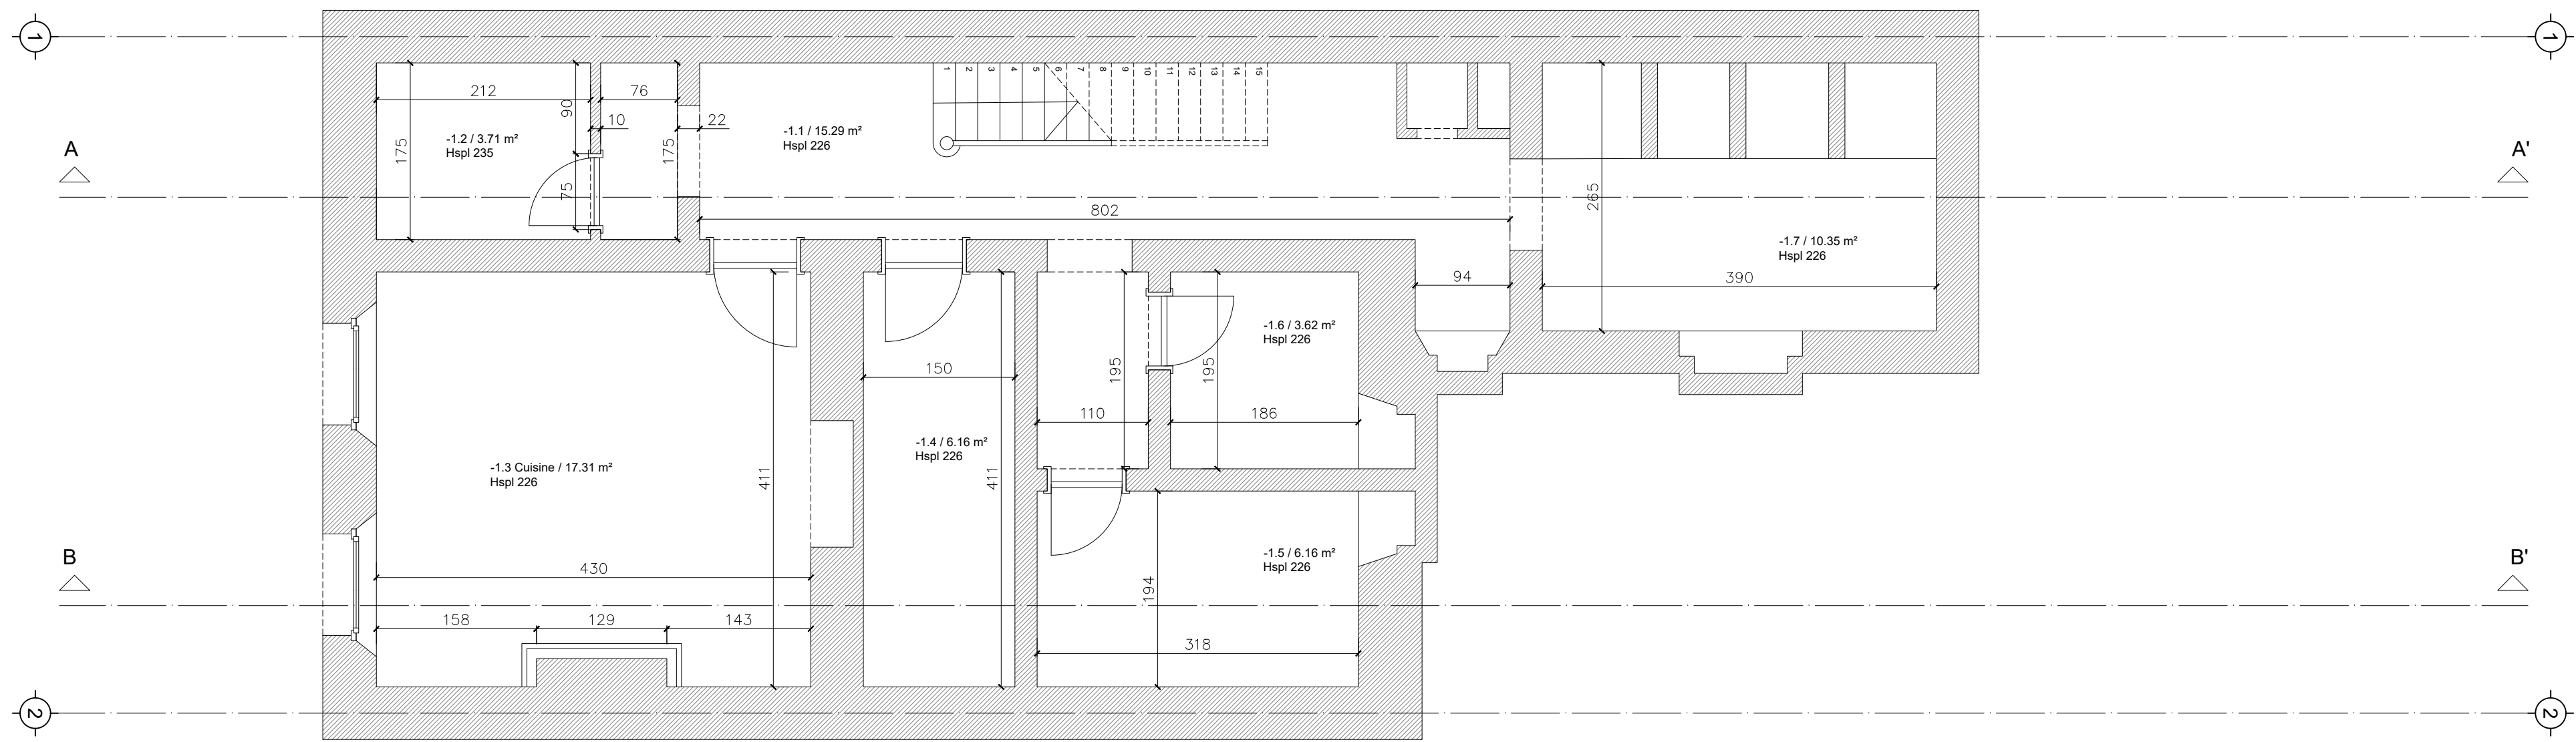 1
1
1
2
3
4
5
6
7
8
9
10
11
12
13
14
15
212
90
76
10
22
-1.2 / 3.71 m²
Hspl 235
175
75
175
-1.1 / 15.29 m²
Hspl 226
A
A'
802
265
-1.7 / 10.35 m²
Hspl 226
94
390
-1.6 / 3.62 m²
Hspl 226
150
195
195
110
186
-1.4 / 6.16 m²
Hspl 226
-1.3 Cuisine / 17.31 m²
Hspl 226
411
411
B
-1.5 / 6.16 m²
Hspl 226
B'
430
194
158
129
143
318
2
2